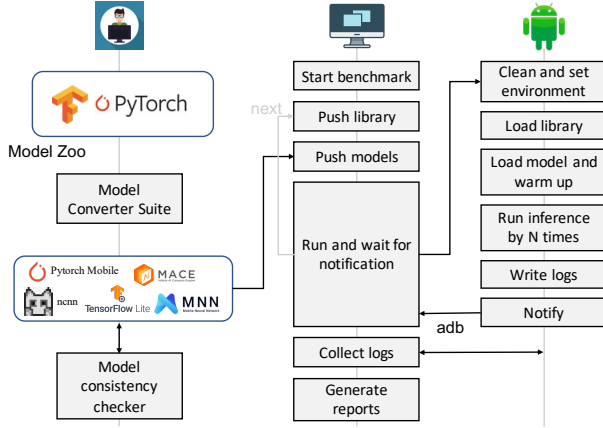 PyTorch
Model Zoo
Model
Converter Suite
Pytorch Mobile
MACE
Mobile AI Compute Engine
ncnn
TensorFlow Lite
MNN
Mobile Neural Network
Model
consistency
checker
Start benchmark
next
Push library
Push models
Run and wait for
notification
Collect logs
Generate
reports
adb
Clean and set
environment
Load library
Load model and
warm up
Run inference
by N times
Write logs
Notify